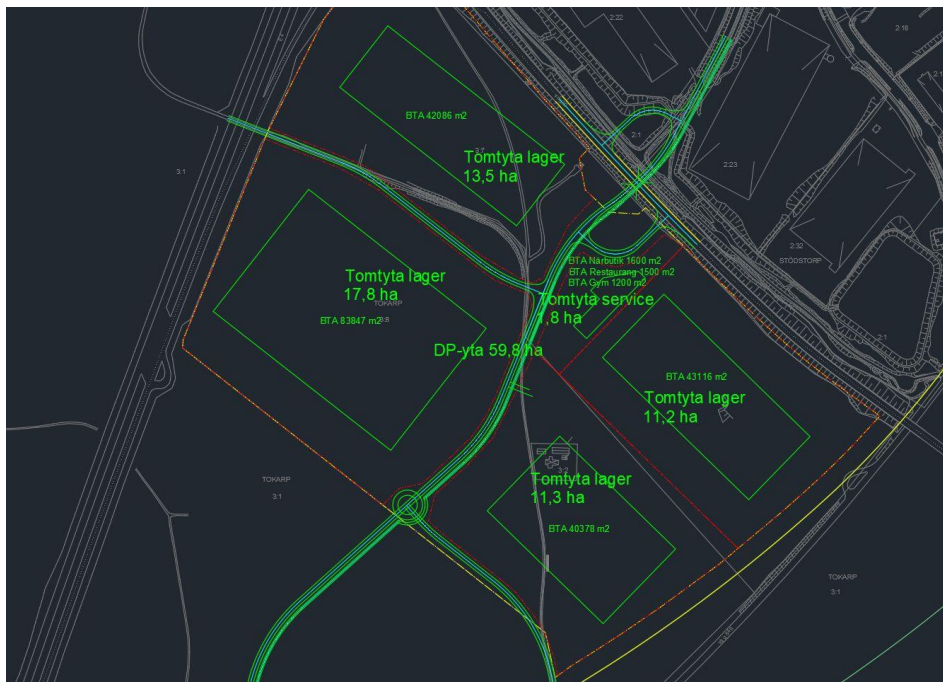 2:22
2:16
BTA 42086 m2
2:1
3:7
Tomtyta lager
13,5 ha
2:23
3:1
2:32
STÖDSTORP
BTA Närbutik 1600 m2
BTA Restaurang 1500 m2
BTA Gym 1200 m2
Tomtyta lager
17,8 ha
TOKARP
BTA 83847 m2
Tomtyta service
1,8 ha
2:1
DP-yta 59,8 ha
BTA 43116 m2
Tomtyta lager
11,2 ha
3:2
Tomtyta lager
11,3 ha
TOKARP
3:1
BTA 40378 m2
TOKARP
3:1